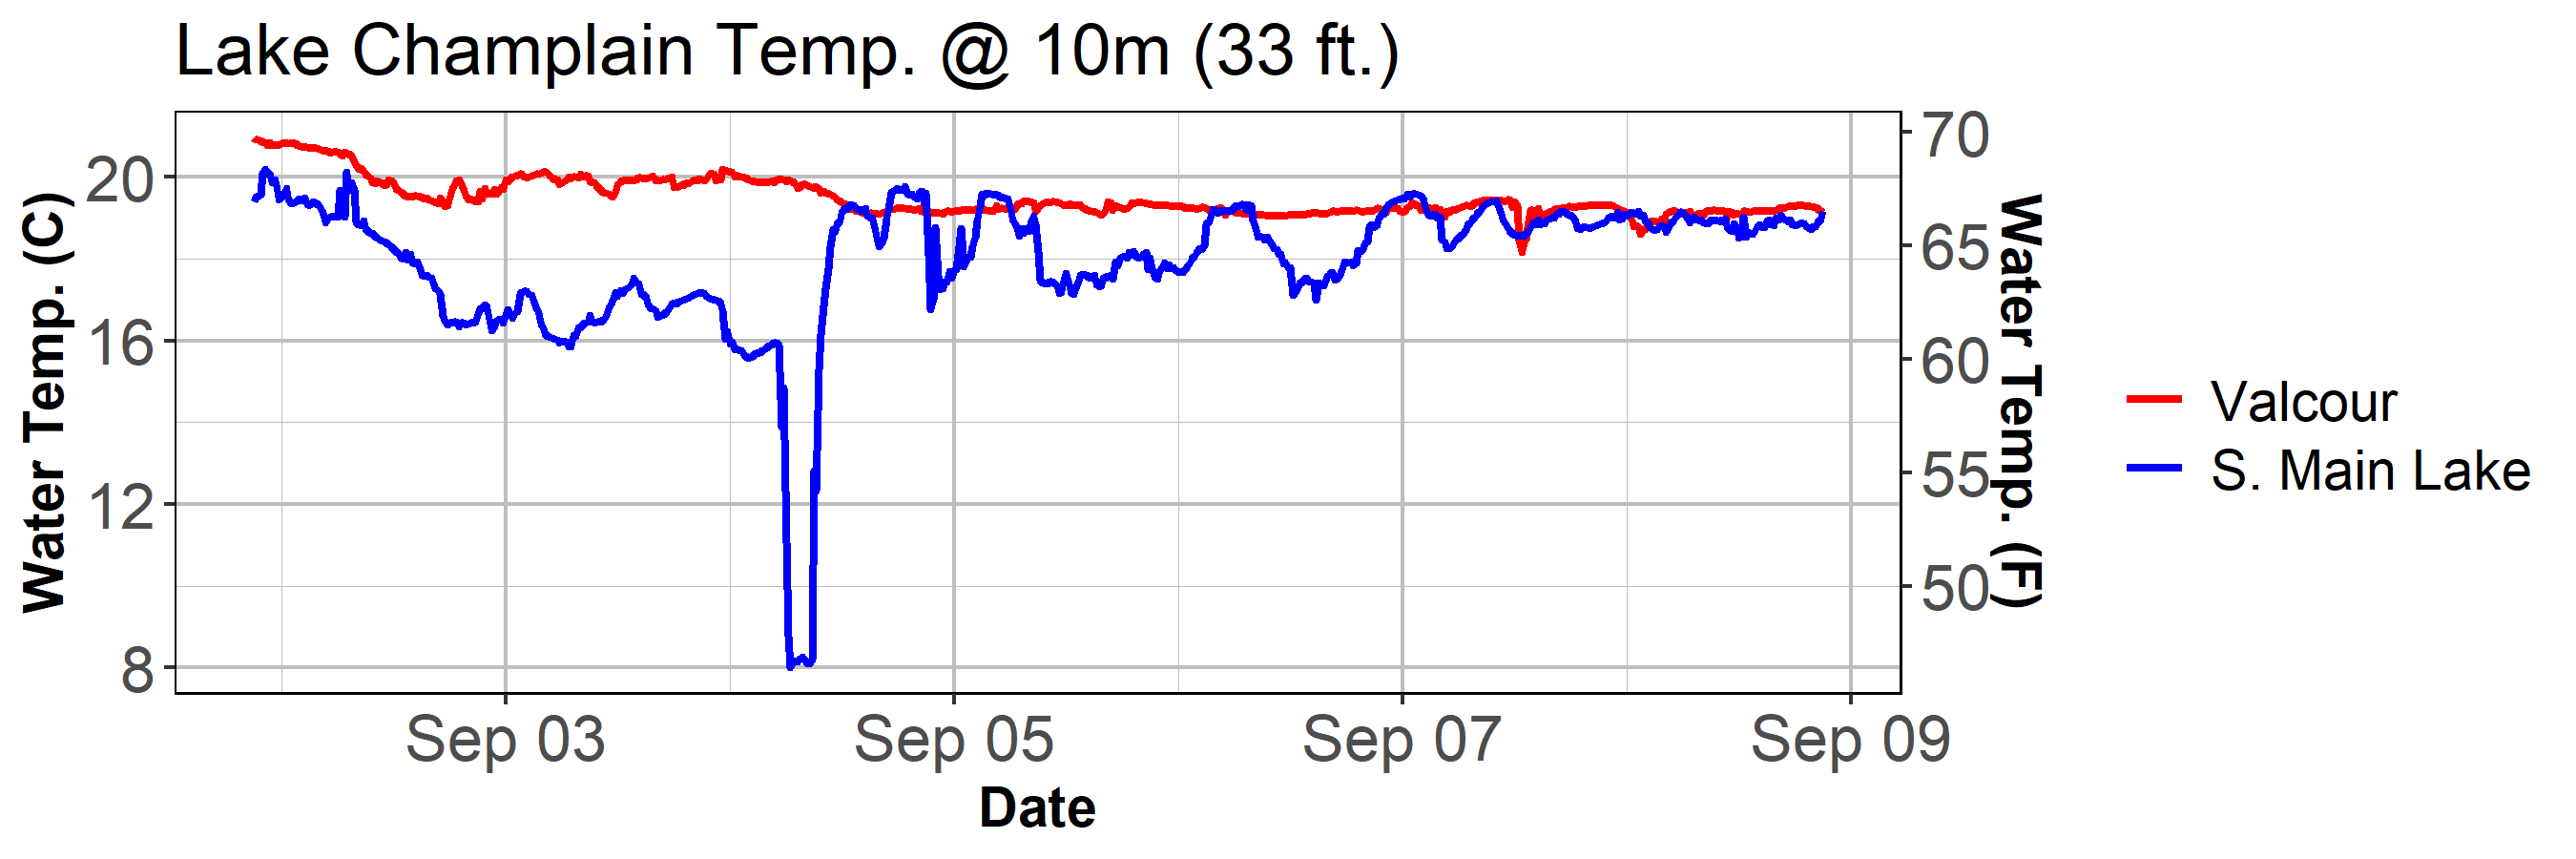 Lake Champlain Temp. @ 10m (33 ft.)
Water Temp. (C)
20
16
12
8
70
65
60
55
50
Water Temp. (F)
Sep 03 Sep 05 Sep 07 Sep 09
Date
Valcour
S. Main Lake